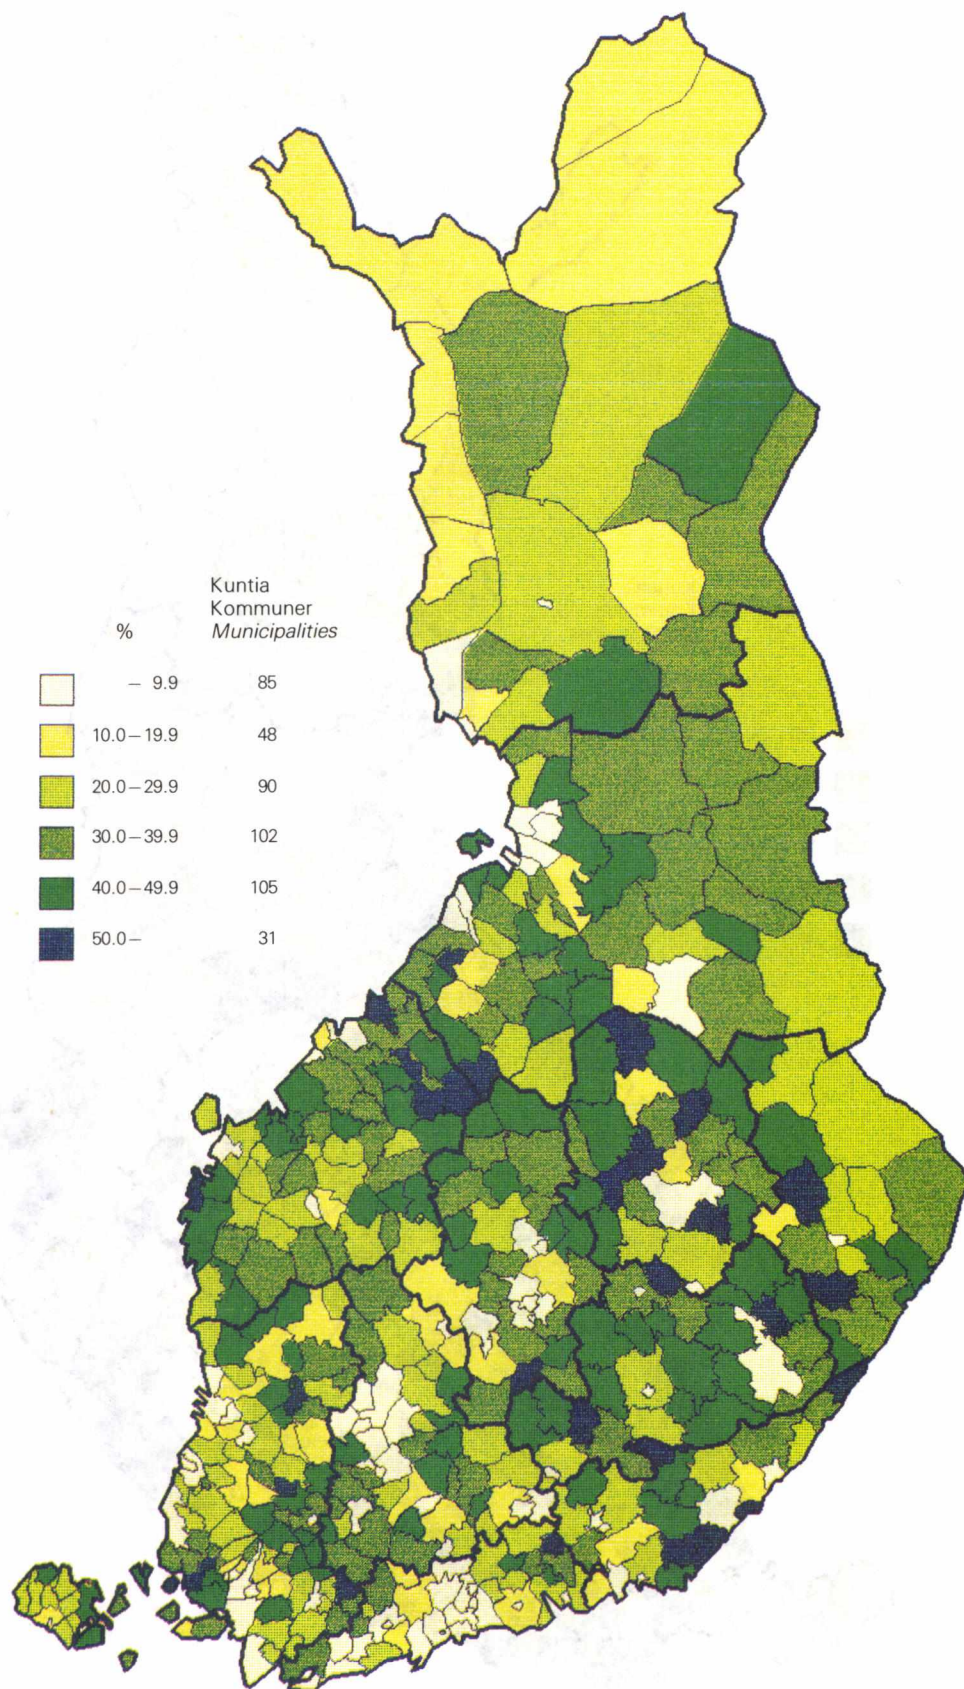 Kuntia
Kommuner
% Municipalities
– 9.9 85
10.0–19.9 48
20.0–29.9 90
30.0–39.9 102
40.0–49.9 105
50.0– 31